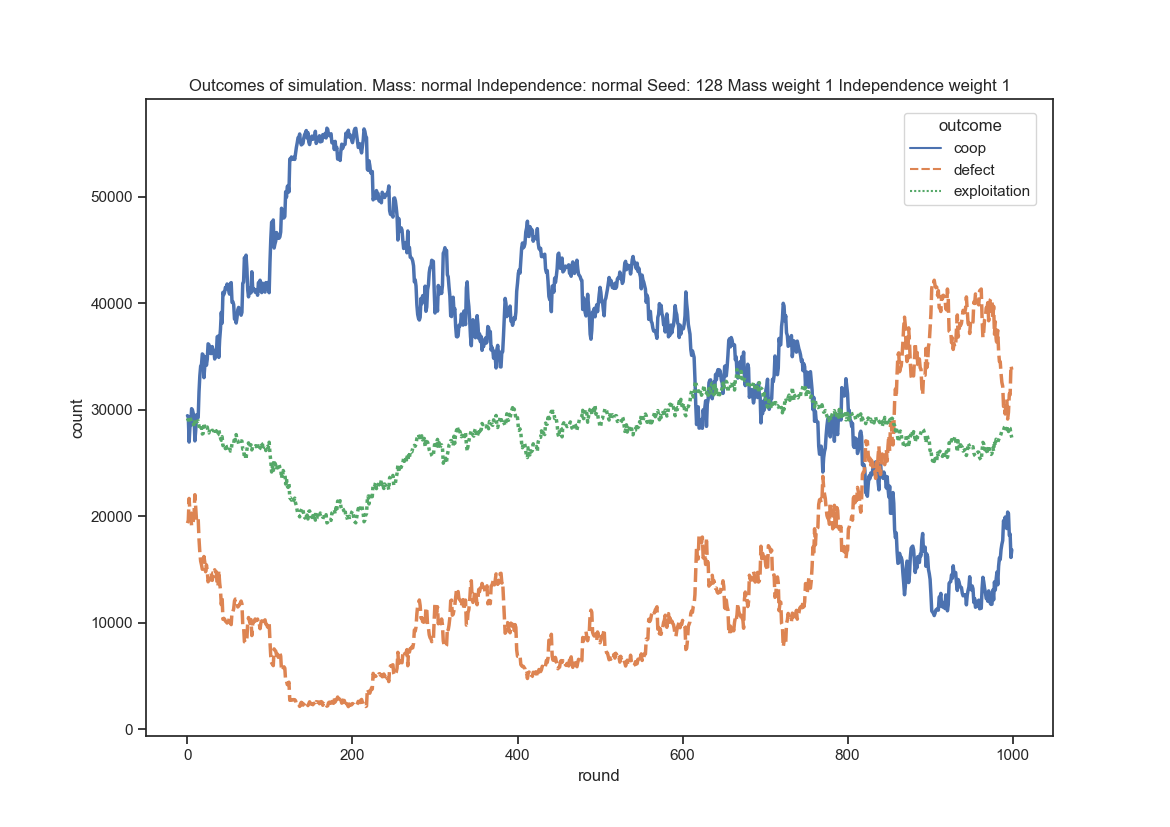 Outcomes of simulation. Mass: normal Independence: normal Seed: 128 Mass weight 1 Independence weight 1
outcome
coop
defect
exploitation
50000
40000
30000
20000
10000
0
count
0 200 400 600 800 1000
round